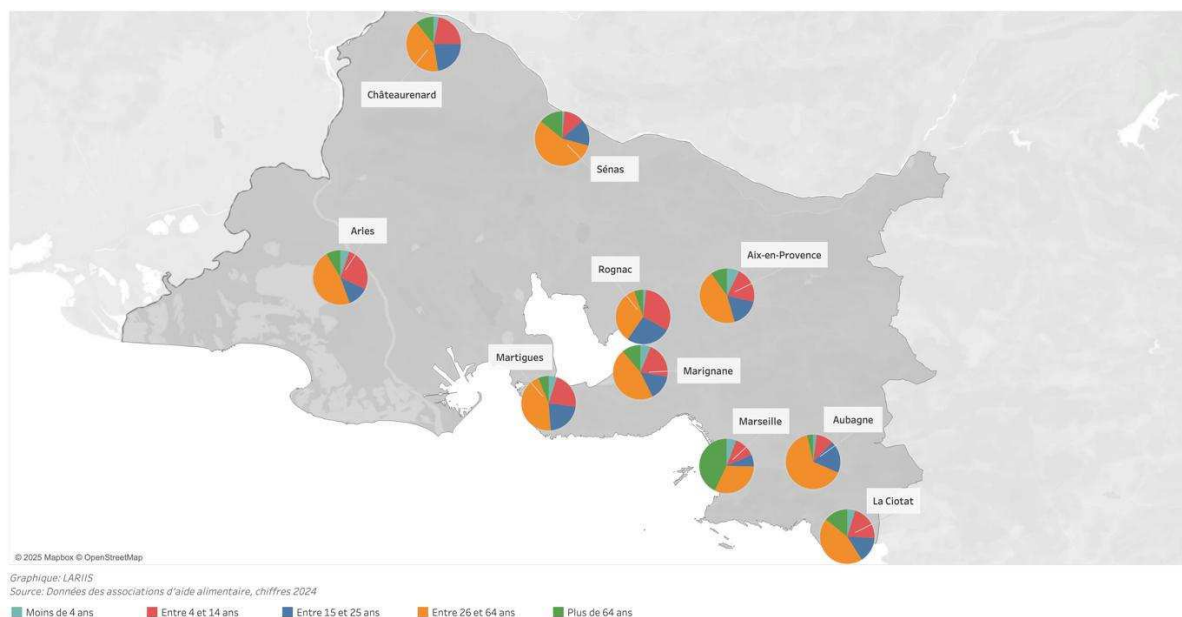 Châteaurenard
Sénas
Arles
Rognac
Aix-en-Provence
Martigues
Marignane
Marseille
Aubagne
La Ciotat
© 2025 Mapbox © OpenStreetMap
Graphique: LARIIS
Source: Données des associations d'aide alimentaire, chiffres 2024
Moins de 4 ans Entre 4 et 14 ans Entre 15 et 25 ans Entre 26 et 64 ans Plus de 64 ans